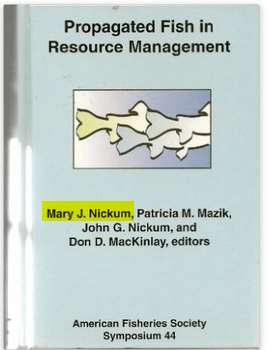 Propagated Fish in
Resource Management
Mary J. Nickum, Patricia M. Mazik,
John G. Nickum, and
Don D. MacKinlay, editors
American Fisheries Society
Symposium 44